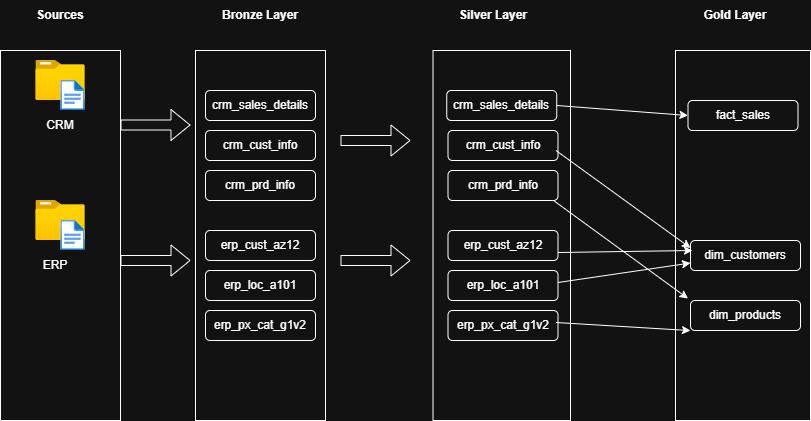 Sources
Bronze Layer
Silver Layer
Gold Layer
CRM
ERP
crm_sales_details
crm_cust_info
crm_prd_info
erp_cust_az12
erp_loc_a101
erp_px_cat_g1v2
crm_sales_details
crm_cust_info
crm_prd_info
erp_cust_az12
erp_loc_a101
erp_px_cat_g1v2
fact_sales
dim_customers
dim_products